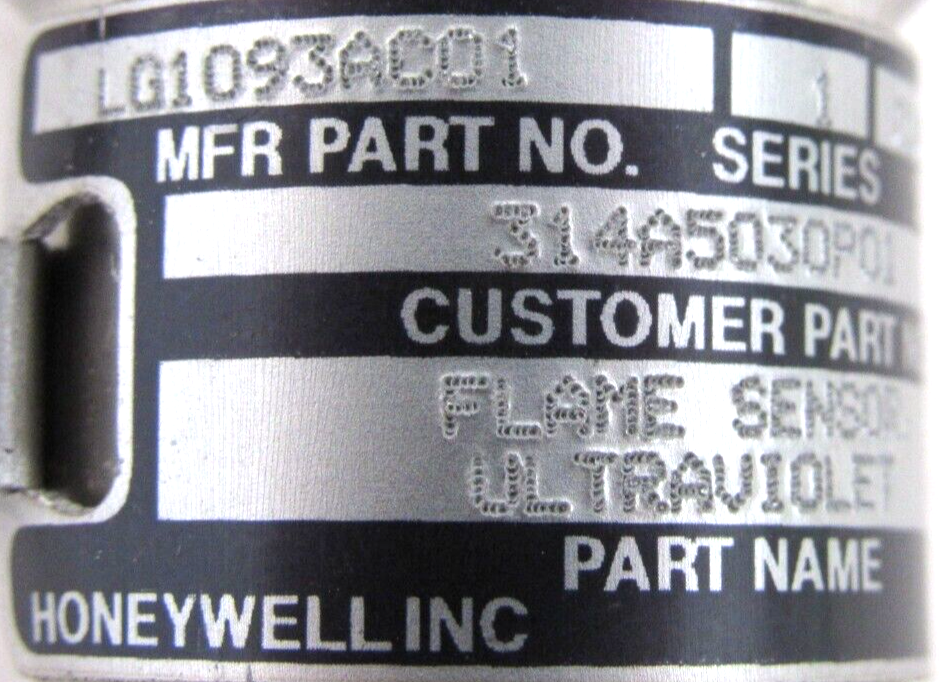 LG1093AC01 1
MFR PART NO. SERIES
314A5030P01
CUSTOMER PART
FLAME SENSOR
ULTRAVIOLET
PART NAME
HONEYWELL INC